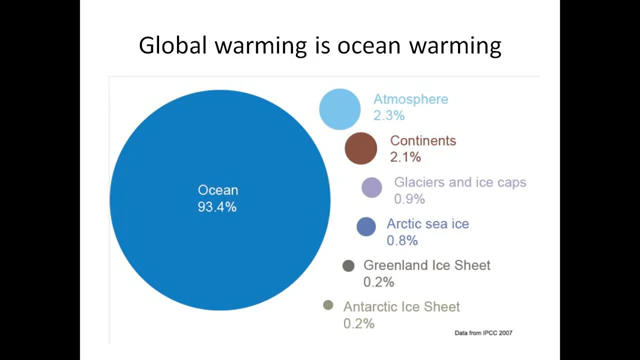 Global warming is ocean warming
Ocean
93.4%
Atmosphere
2.3%
Continents
2.1%
Glaciers and ice caps
0.9%
Arctic sea ice
0.8%
Greenland Ice Sheet
0.2%
Antarctic Ice Sheet
0.2%
Data from IPCC 2007